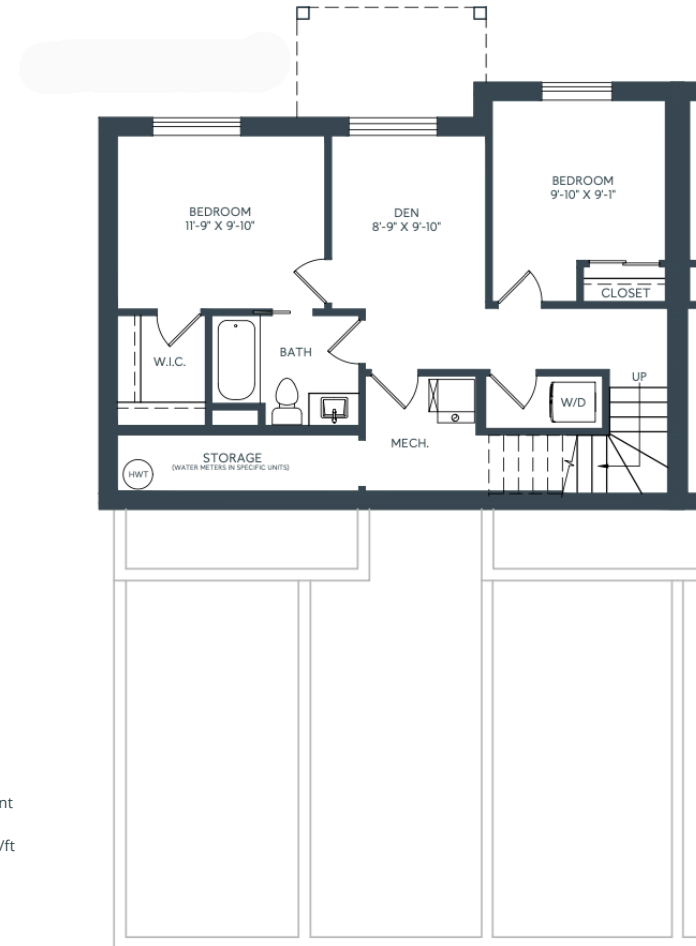 BEDROOM
11'-9" X 9'-10"
DEN
8'-9" X 9'-10"
BEDROOM
9'-10" X 9'-1"
CLOSET
W.I.C.
BATH
UP
W/D
MECH.
STORAGE
(WATER METERS IN SPECIFIC UNITS)
HWT
nt
/ft